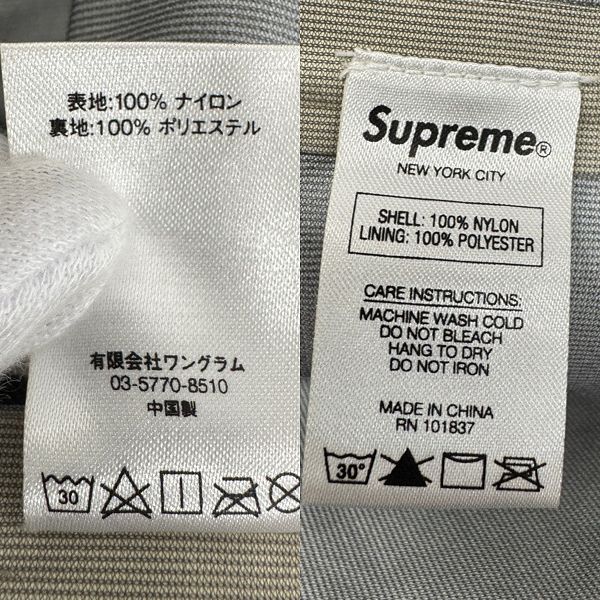 表地:100% ナイロン
裏地:100% ポリエステル
有限会社ワングラム
03-5770-8510
中国製
30
Supreme®
NEW YORK CITY
SHELL: 100% NYLON
LINING: 100% POLYESTER
CARE INSTRUCTIONS:
MACHINE WASH COLD
DO NOT BLEACH
HANG TO DRY
DO NOT IRON
MADE IN CHINA
RN 101837
30°